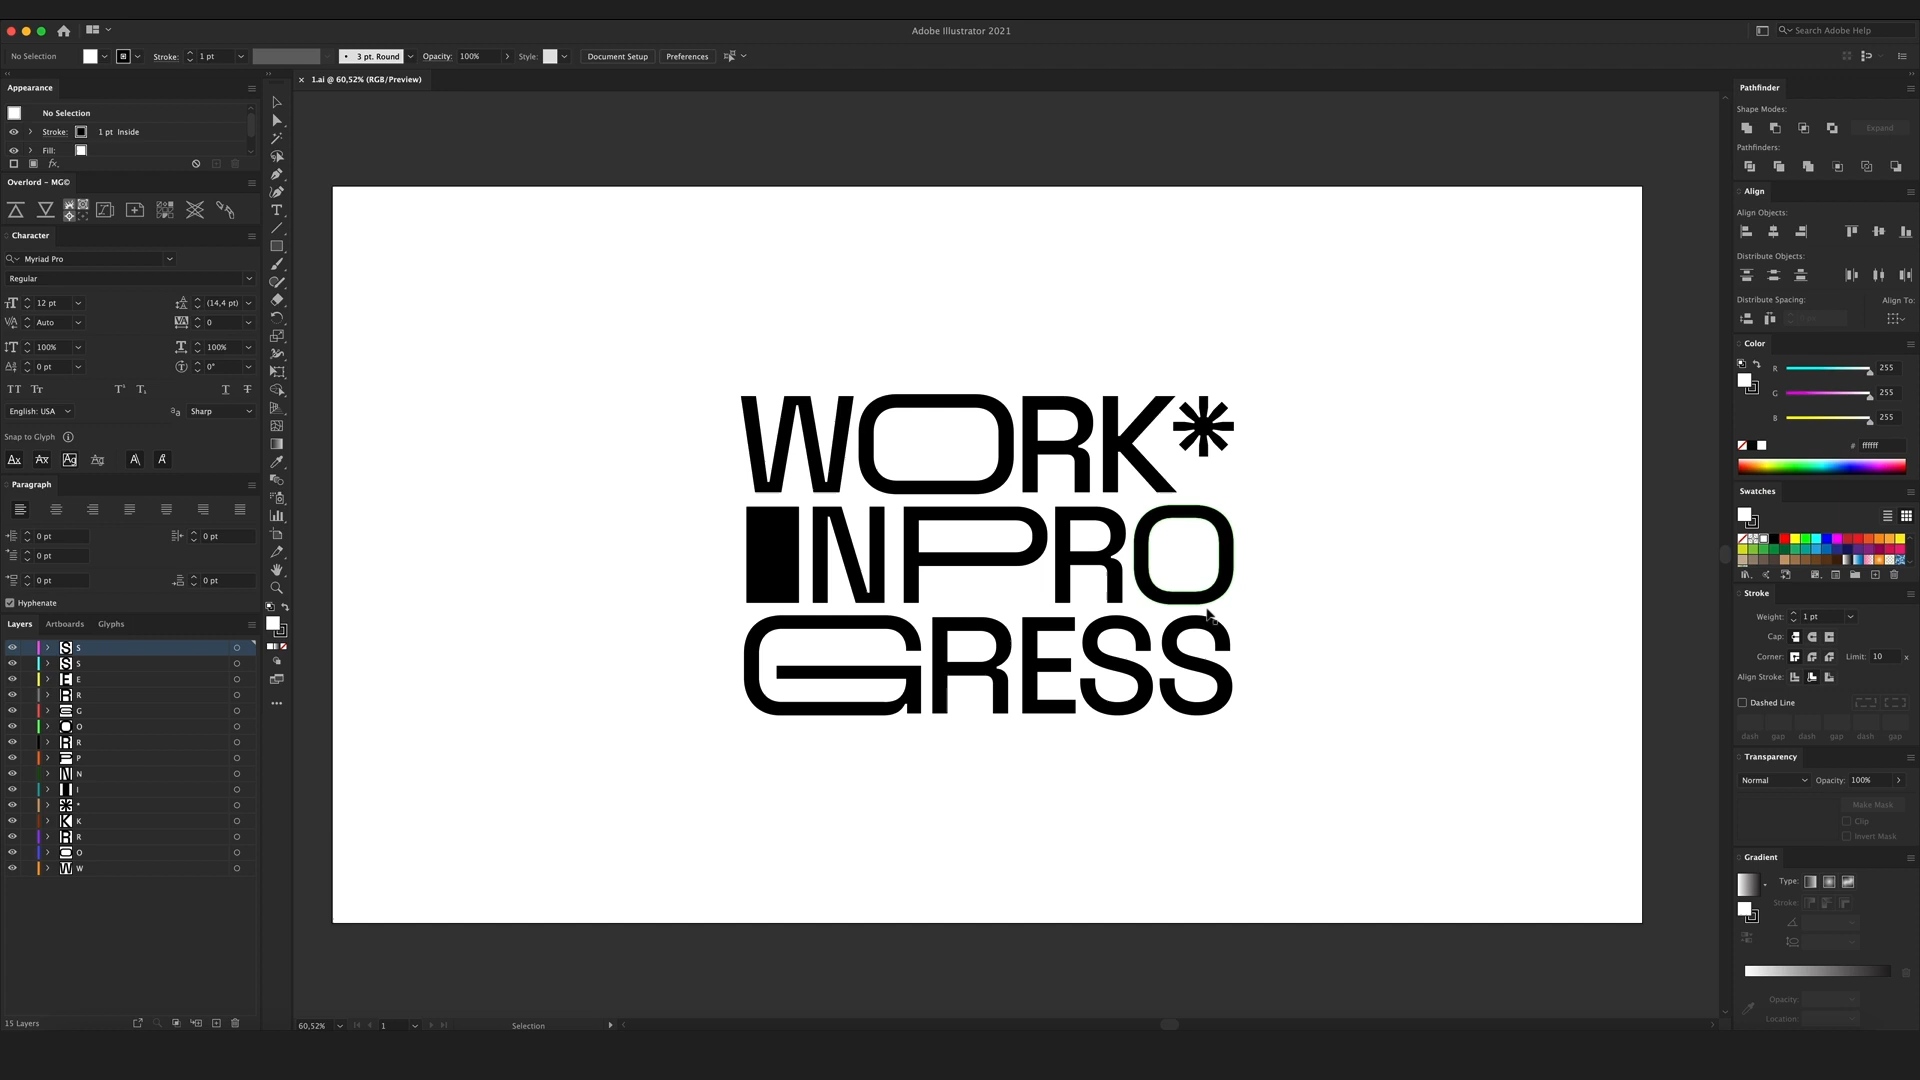 Adobe Illustrator 2021
Search Adobe Help
No Selection
Stroke: 1 pt
3 pt. Round
Opacity: 100%
Style:
Document Setup
Preferences
1.ai @ 60,52% (RGB/Preview)
Appearance
No Selection
Stroke: 1 pt Inside
Fill:
fx.
Overlord – MG©
Character
Myriad Pro
Regular
12 pt
(14,4 pt)
Auto
0
100%
100%
0 pt
0°
English: USA
Sharp
Snap to Glyph
Paragraph
0 pt
0 pt
0 pt
0 pt
0 pt
Hyphenate
Layers Artboards Glyphs
S
S
E
R
G
O
R
P
N
I
*
K
R
O
W
15 Layers
WORK*
INPRO
GRESS
60,52%
1
Selection
Pathfinder
Shape Modes:
Expand
Pathfinders:
Align
Align Objects:
Distribute Objects:
Distribute Spacing:
Align To:
Color
R 255
G 255
B 255
# ffffff
Swatches
Stroke
Weight: 1 pt
Cap:
Corner:
Limit: 10 x
Align Stroke:
Dashed Line
dash gap dash gap dash gap
Transparency
Normal
Opacity: 100%
Make Mask
Clip
Invert Mask
Gradient
Type:
Stroke:
Opacity:
Location: